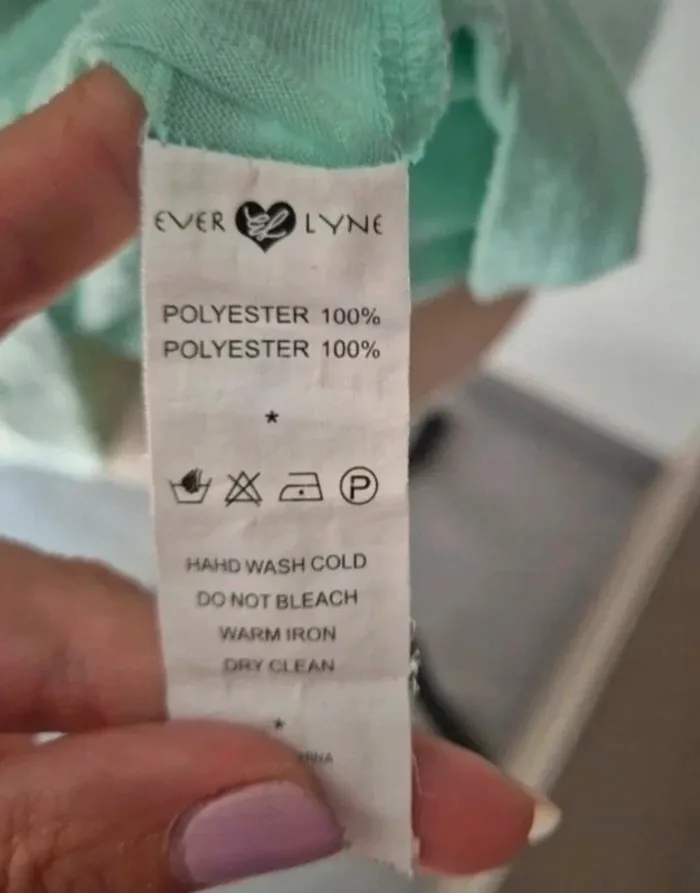 EVER LYNE
POLYESTER 100%
POLYESTER 100%
*
P
HAHD WASH COLD
DO NOT BLEACH
WARM IRON
DRY CLEAN
*